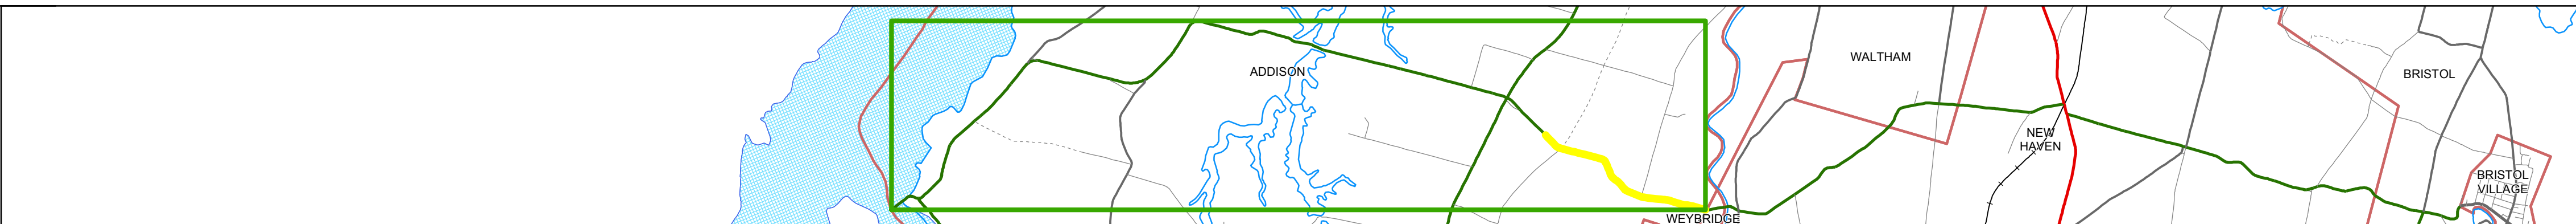 WALTHAM
ADDISON
BRISTOL
NEW
HAVEN
BRISTOL
VILLAGE
WEYBRIDGE